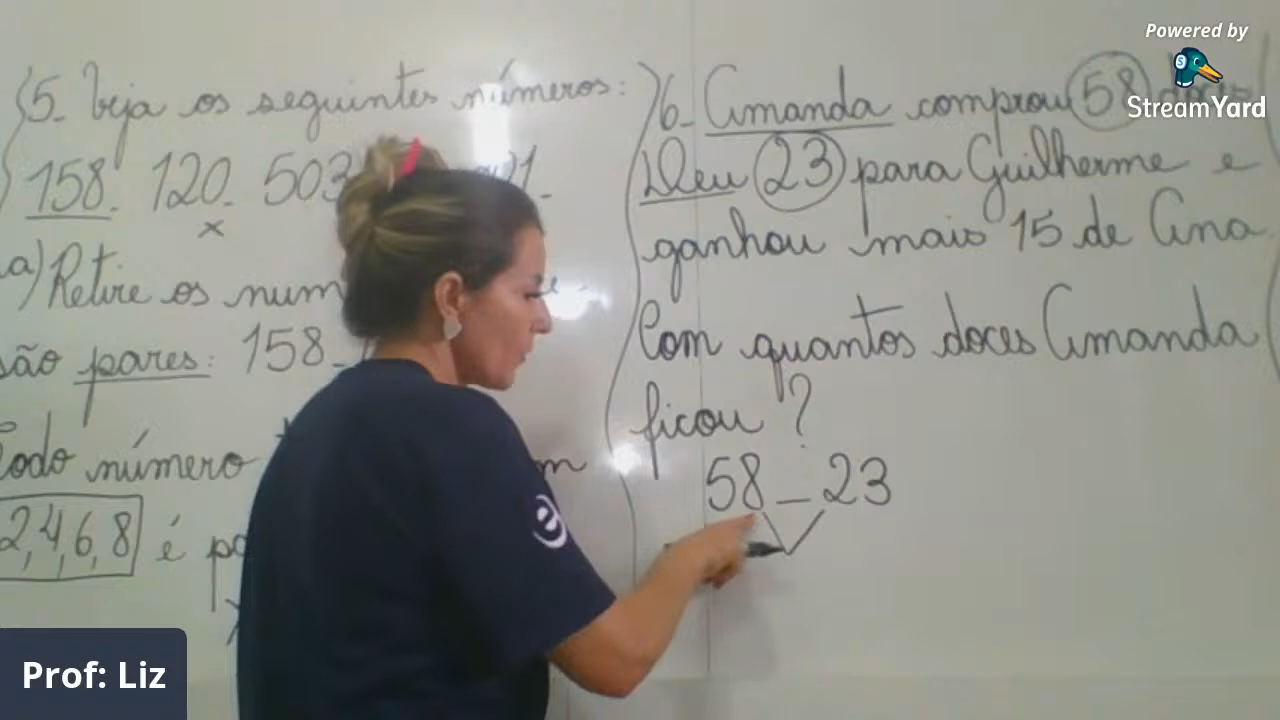 Powered by
StreamYard
5. Veja os seguintes números:
158. 120. 503
x
a) Retire os num
são pares: 158
Todo número
2, 4, 6, 8 é
6. Amanda comprou 58 doces
Deu 23 para Guilherme e
ganhou mais 15 de Ana.
Com quantos doces Amanda
ficou?
58 - 23
e
Prof: Liz